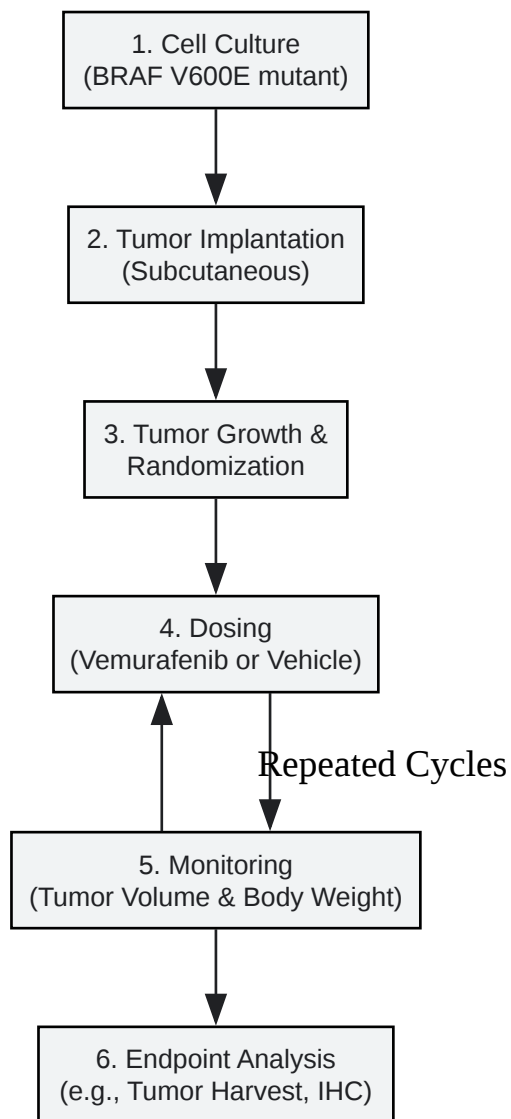 1. Cell Culture
(BRAF V600E mutant)
2. Tumor Implantation
(Subcutaneous)
3. Tumor Growth &
Randomization
4. Dosing
(Vemurafenib or Vehicle)
Repeated Cycles
5. Monitoring
(Tumor Volume & Body Weight)
6. Endpoint Analysis
(e.g., Tumor Harvest, IHC)